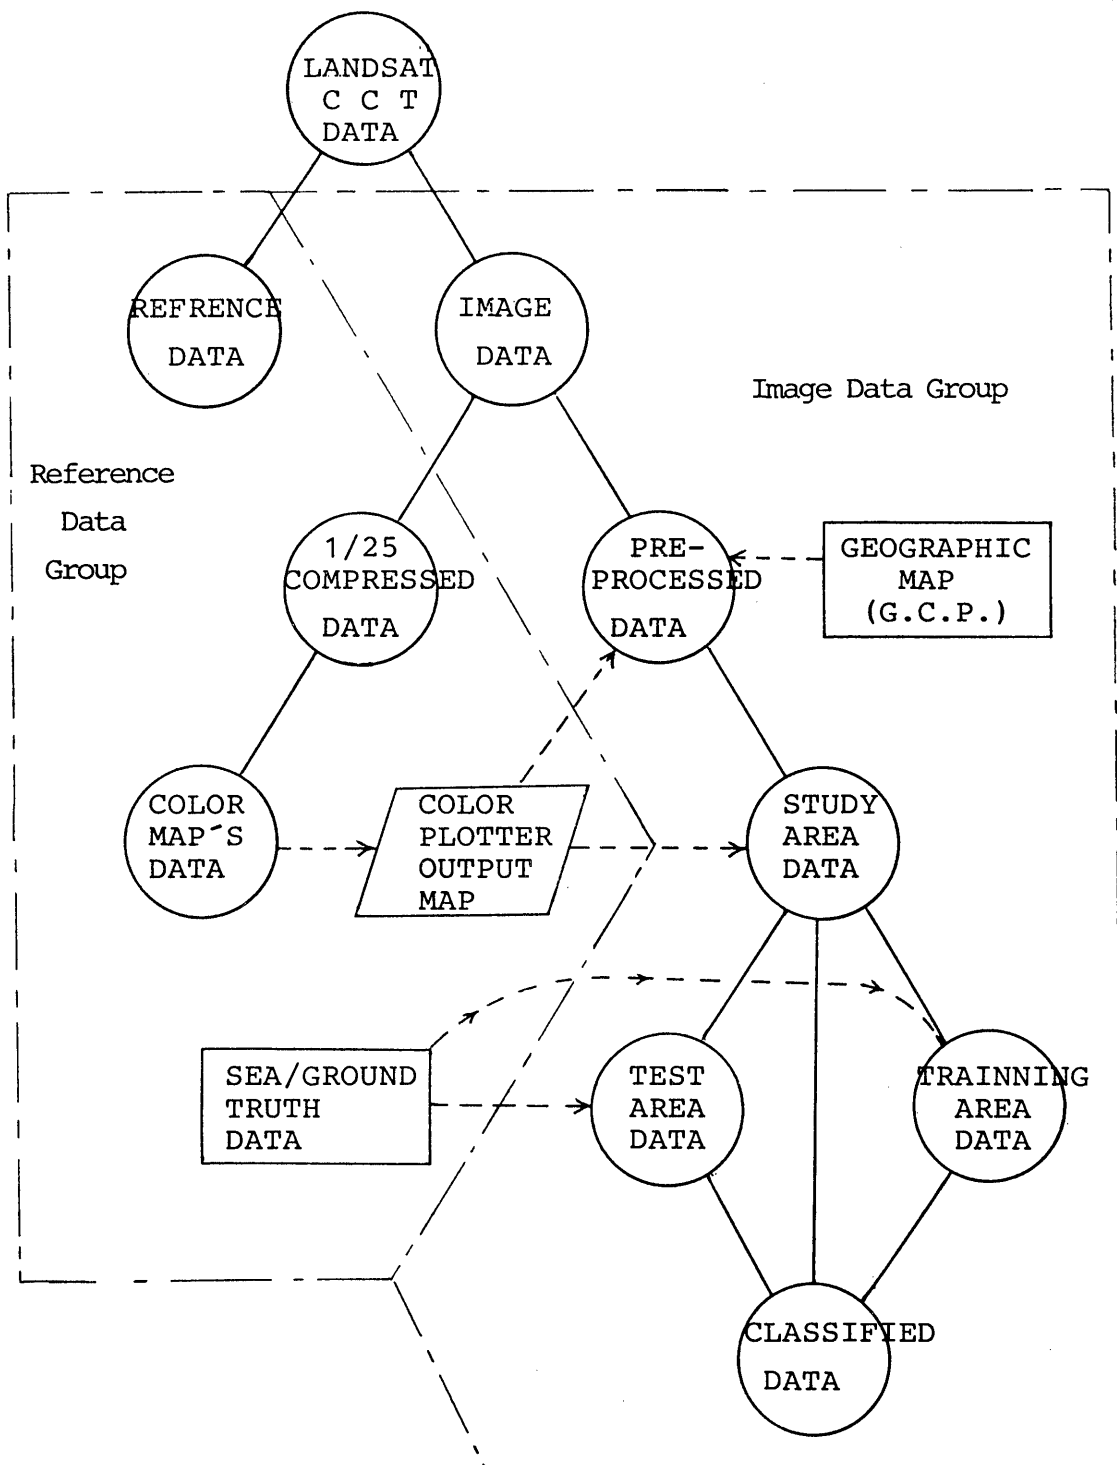 LANDSAT
C C T
DATA
REFRENCE
DATA
IMAGE
DATA
Image Data Group
Reference
Data
Group
1/25
COMPRESSED
DATA
PRE-
PROCESSED
DATA
GEOGRAPHIC
MAP
(G.C.P.)
COLOR
MAP´S
DATA
COLOR
PLOTTER
OUTPUT
MAP
STUDY
AREA
DATA
SEA/GROUND
TRUTH
DATA
TEST
AREA
DATA
TRAINNING
AREA
DATA
CLASSIFIED
DATA